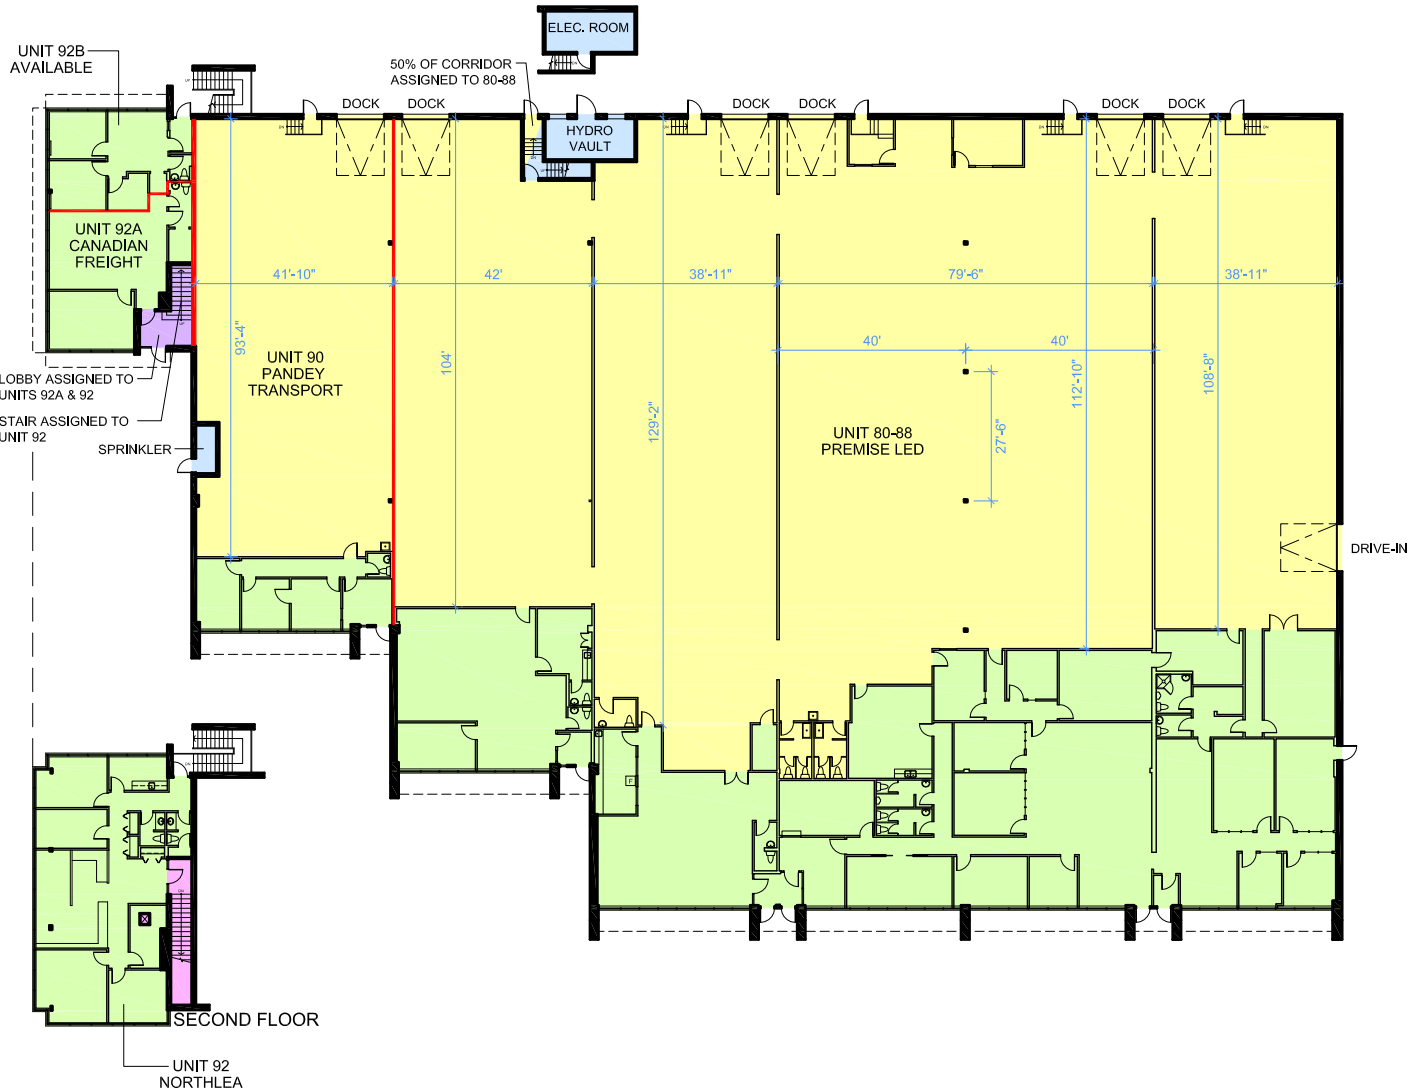 ELEC. ROOM
UNIT 92B
AVAILABLE
50% OF CORRIDOR
ASSIGNED TO 80-88
DOCK
DOCK
DOCK
DOCK
DOCK
DOCK
HYDRO
VAULT
UNIT 92A
CANADIAN
FREIGHT
41'-10"
42'
38'-11"
79'-6"
38'-11"
40'
40'
93'-4"
104'
129'-2"
112'-10"
108'-8"
27'-6"
UNIT 90
PANDEY
TRANSPORT
LOBBY ASSIGNED TO
UNITS 92A & 92
STAIR ASSIGNED TO
UNIT 92
SPRINKLER
UNIT 80-88
PREMISE LED
DRIVE-IN
F
SECOND FLOOR
UNIT 92
NORTHLEA